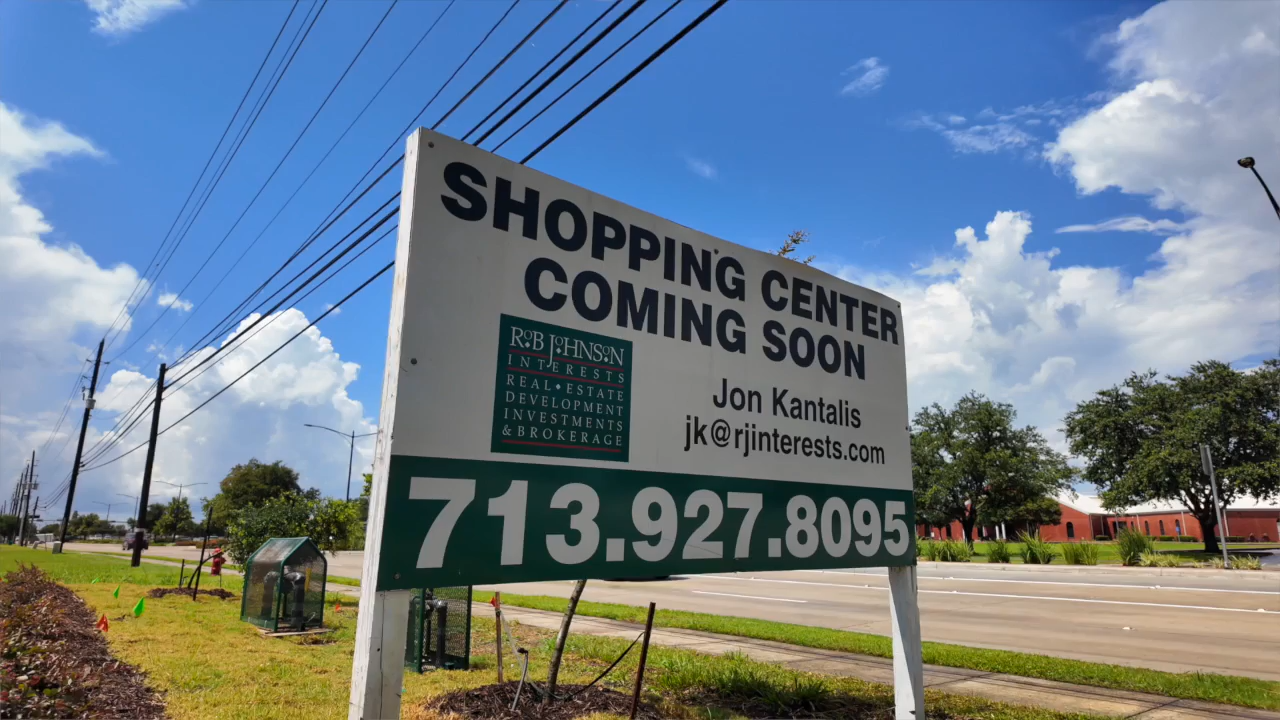 SHOPPING CENTER
COMING SOON
ROB JOHNSON
INTERESTS
REAL•ESTATE
DEVELOPMENT
INVESTMENTS
& BROKERAGE
Jon Kantalis
jk@rjinterests.com
713.927.8095